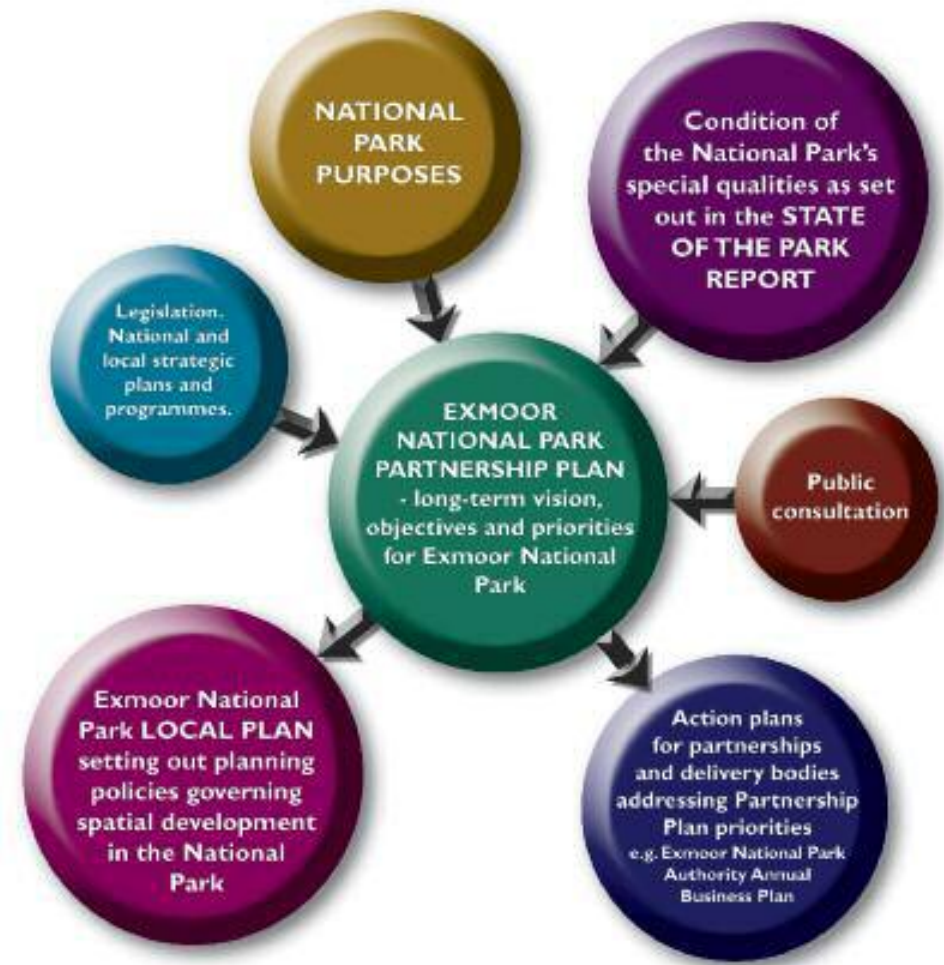 NATIONAL
PARK
PURPOSES
Condition of
the National Park's
special qualities as set
out in the STATE
OF THE PARK
REPORT
Legislation.
National and
local strategic
plans and
programmes.
EXMOOR
NATIONAL PARK
PARTNERSHIP PLAN
- long-term vision,
objectives and priorities
for Exmoor National
Park
Public
consultation
Exmoor National
Park LOCAL PLAN
setting out planning
policies governing
spatial development
in the National
Park
Action plans
for partnerships
and delivery bodies
addressing Partnership
Plan priorities
e.g. Exmoor National Park
Authority Annual
Business Plan